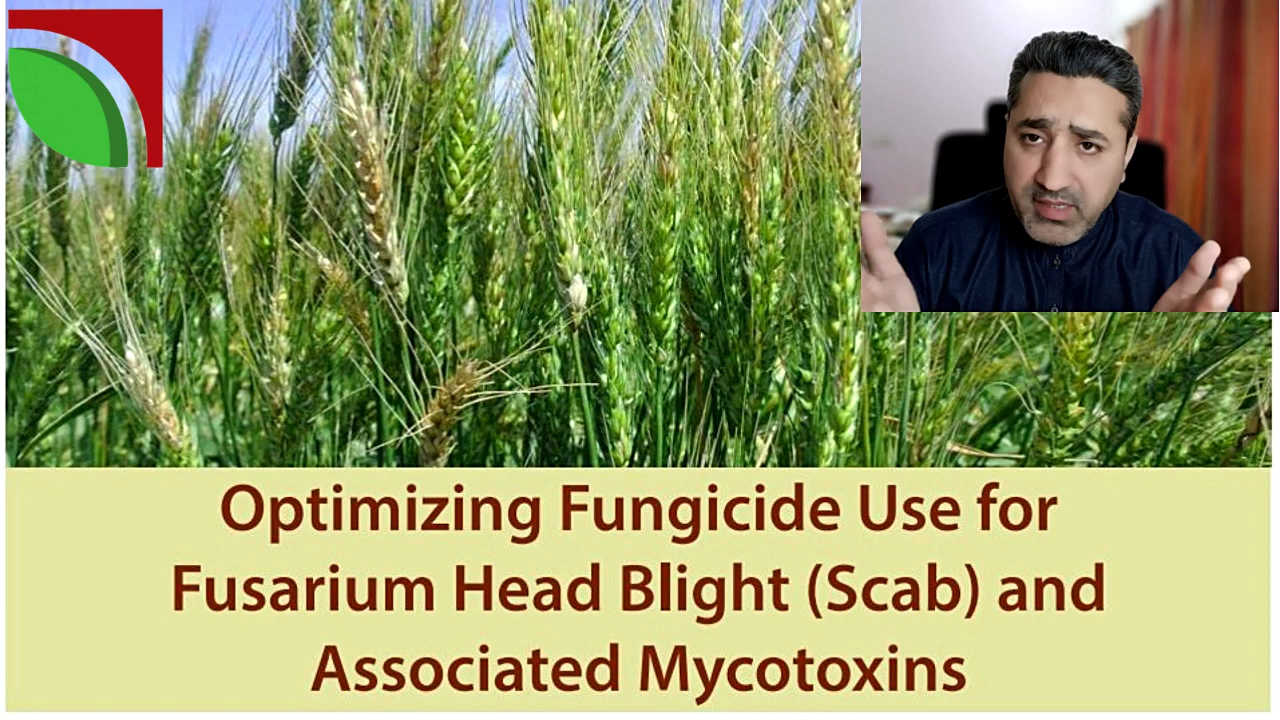 Optimizing Fungicide Use for
Fusarium Head Blight (Scab) and
Associated Mycotoxins